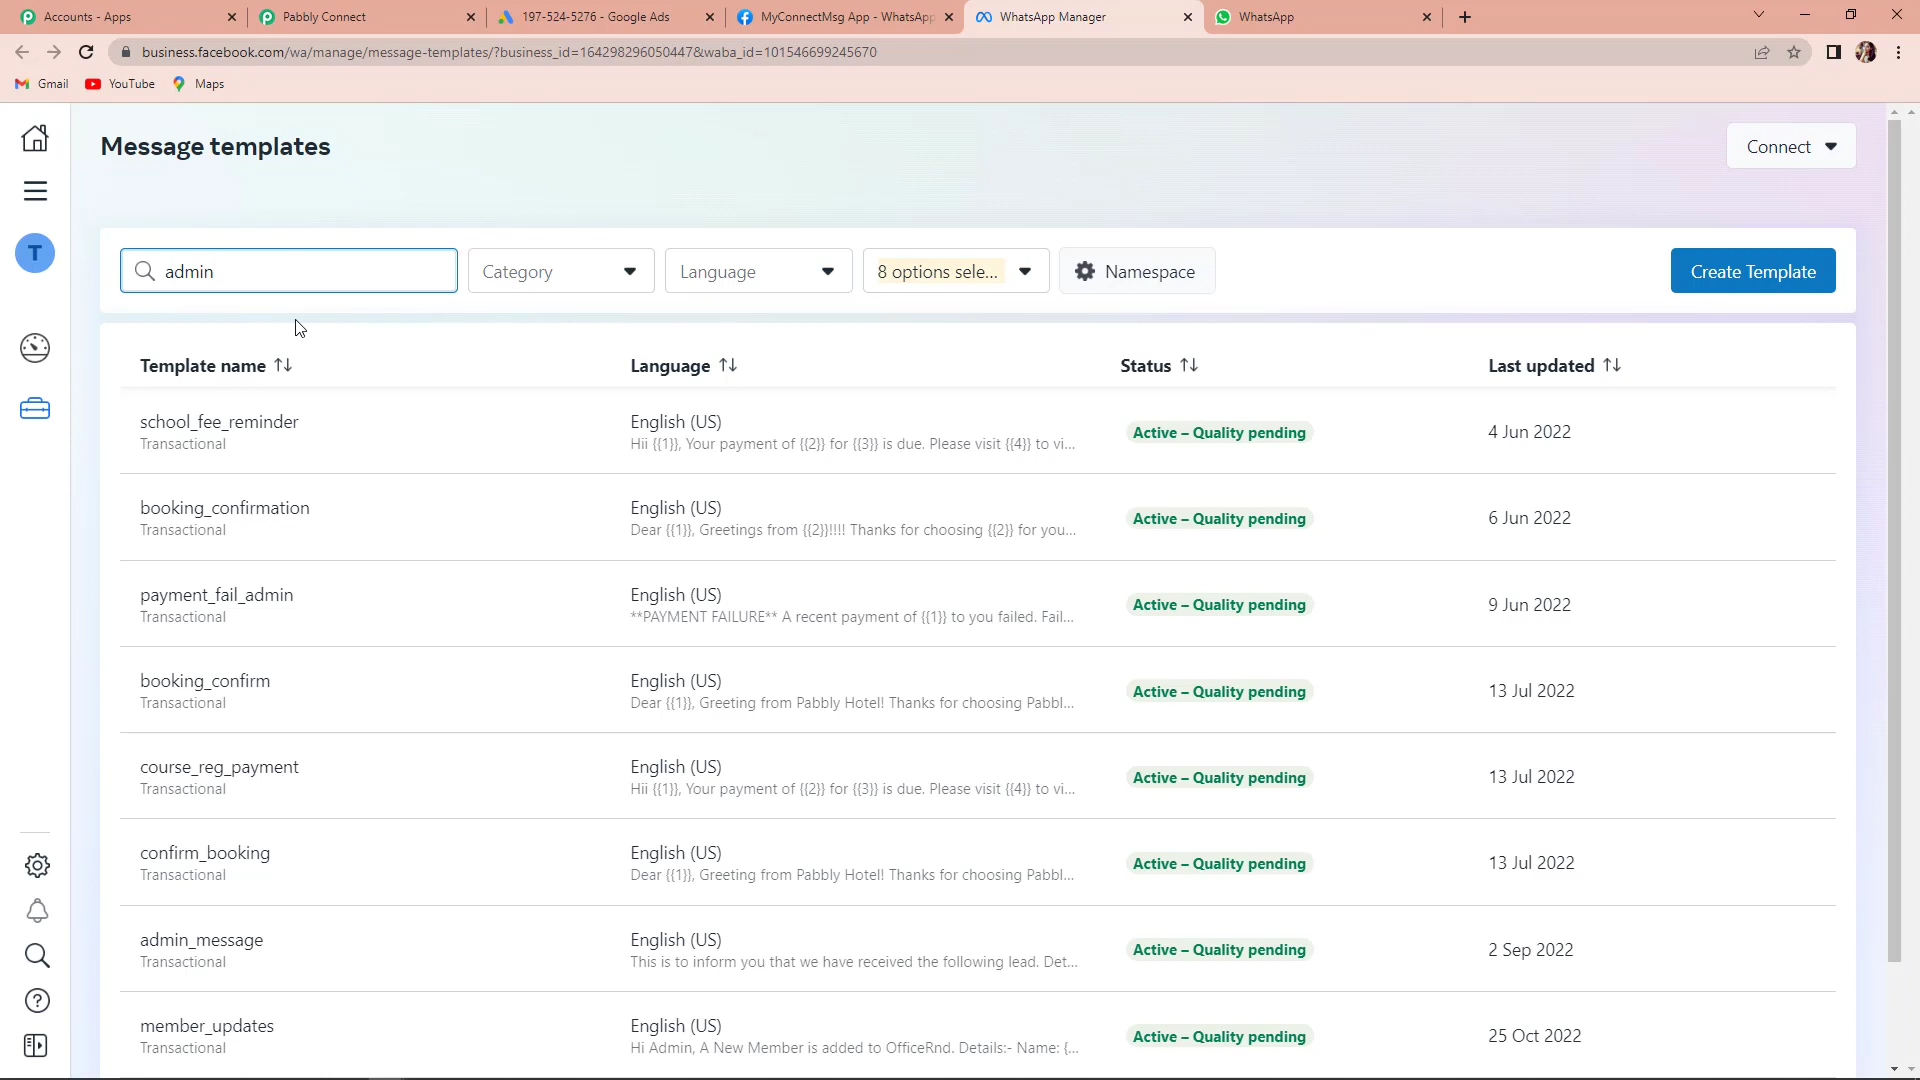 Accounts - Apps
Pabbly Connect
197-524-5276 - Google Ads
MyConnectMsg App - WhatsApp
WhatsApp Manager
WhatsApp
business.facebook.com/wa/manage/message-templates/?business_id=164298296050447&waba_id=101546699245670
Gmail
YouTube
Maps
Message templates
Connect
T
admin
Category
Language
8 options sele...
Namespace
Create Template
Template name
Language
Status
Last updated
school_fee_reminder
Transactional
English (US)
Hii {{1}}, Your payment of {{2}} for {{3}} is due. Please visit {{4}} to vi...
Active – Quality pending
4 Jun 2022
booking_confirmation
Transactional
English (US)
Dear {{1}}, Greetings from {{2}}!!!! Thanks for choosing {{2}} for you...
Active – Quality pending
6 Jun 2022
payment_fail_admin
Transactional
English (US)
**PAYMENT FAILURE** A recent payment of {{1}} to you failed. Fail...
Active – Quality pending
9 Jun 2022
booking_confirm
Transactional
English (US)
Dear {{1}}, Greeting from Pabbly Hotel! Thanks for choosing Pabbl...
Active – Quality pending
13 Jul 2022
course_reg_payment
Transactional
English (US)
Hii {{1}}, Your payment of {{2}} for {{3}} is due. Please visit {{4}} to vi...
Active – Quality pending
13 Jul 2022
confirm_booking
Transactional
English (US)
Dear {{1}}, Greeting from Pabbly Hotel! Thanks for choosing Pabbl...
Active – Quality pending
13 Jul 2022
admin_message
Transactional
English (US)
This is to inform you that we have received the following lead. Det...
Active – Quality pending
2 Sep 2022
member_updates
Transactional
English (US)
Hi Admin, A New Member is added to OfficeRnd. Details:- Name: {...
Active – Quality pending
25 Oct 2022